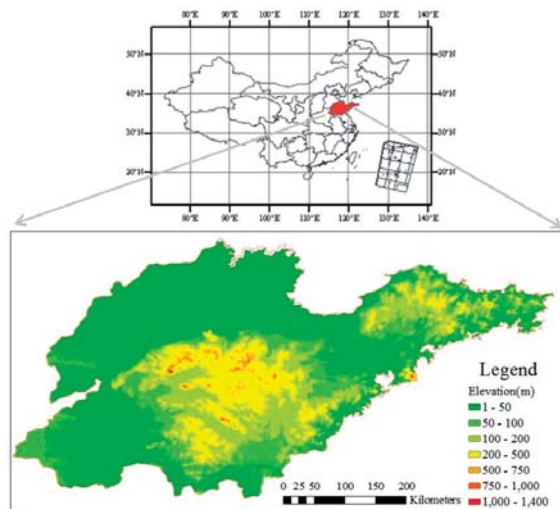 80°E 90°E 100°E 110°E 120°E 130°E 140°E
50°N 50°N
40°N 40°N
30°N 30°N
20°N 20°N
80°E 90°E 100°E 110°E 120°E 130°E 140°E
Legend
Elevation(m)
1 - 50
50 - 100
100 - 200
200 - 500
500 - 750
750 - 1,000
1,000 - 1,400
0 25 50 100 150 200
Kilometers